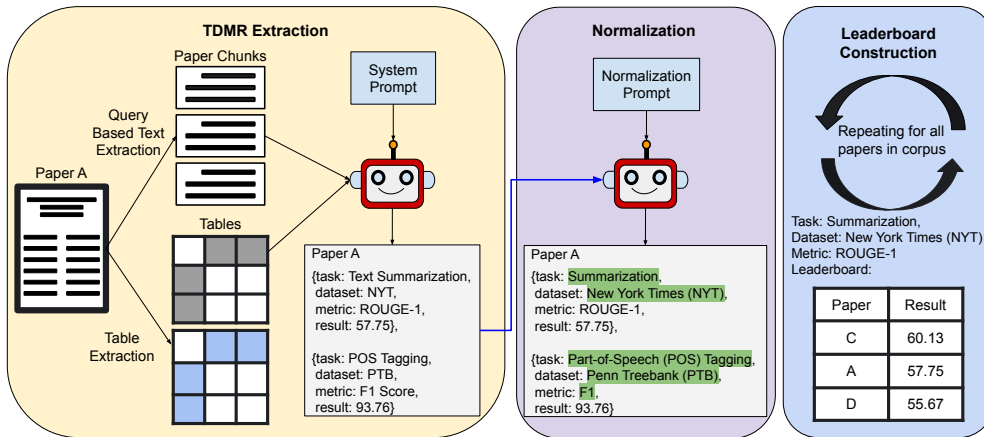 TDMR Extraction
Paper Chunks
Query
Based Text
Extraction
Paper A
Tables
Table
Extraction
System
Prompt
Paper A
{task: Text Summarization,
dataset: NYT,
metric: ROUGE-1,
result: 57.75},
{task: POS Tagging,
dataset: PTB,
metric: F1 Score,
result: 93.76}
Normalization
Normalization
Prompt
Paper A
{task: Summarization,
dataset: New York Times (NYT),
metric: ROUGE-1,
result: 57.75},
{task: Part-of-Speech (POS) Tagging,
dataset: Penn Treebank (PTB),
metric: F1,
result: 93.76}
Leaderboard
Construction
Repeating for all
papers in corpus
Task: Summarization,
Dataset: New York Times (NYT)
Metric: ROUGE-1
Leaderboard:
Paper Result
C 60.13
A 57.75
D 55.67